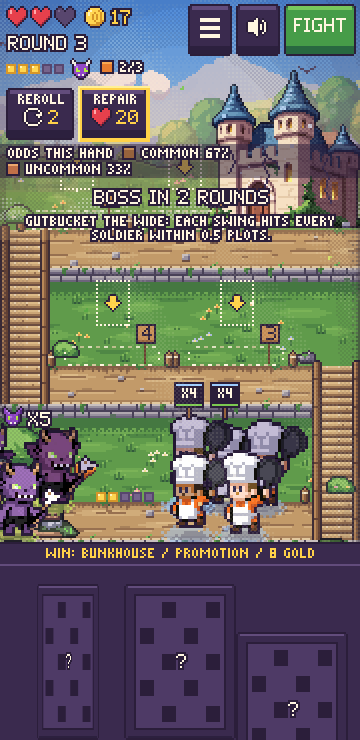 17
FIGHT
ROUND 3
2/3
REROLL
2
REPAIR
20
ODDS THIS HAND COMMON 67%
UNCOMMON 33%
BOSS IN 2 ROUNDS
GUTBUCKET THE WIDE: EACH SWING HITS EVERY
SOLDIER WITHIN 0.5 PLOTS.
4
3
X4 X4
X5
WIN: BUNKHOUSE / PROMOTION / 8 GOLD
?
?
?